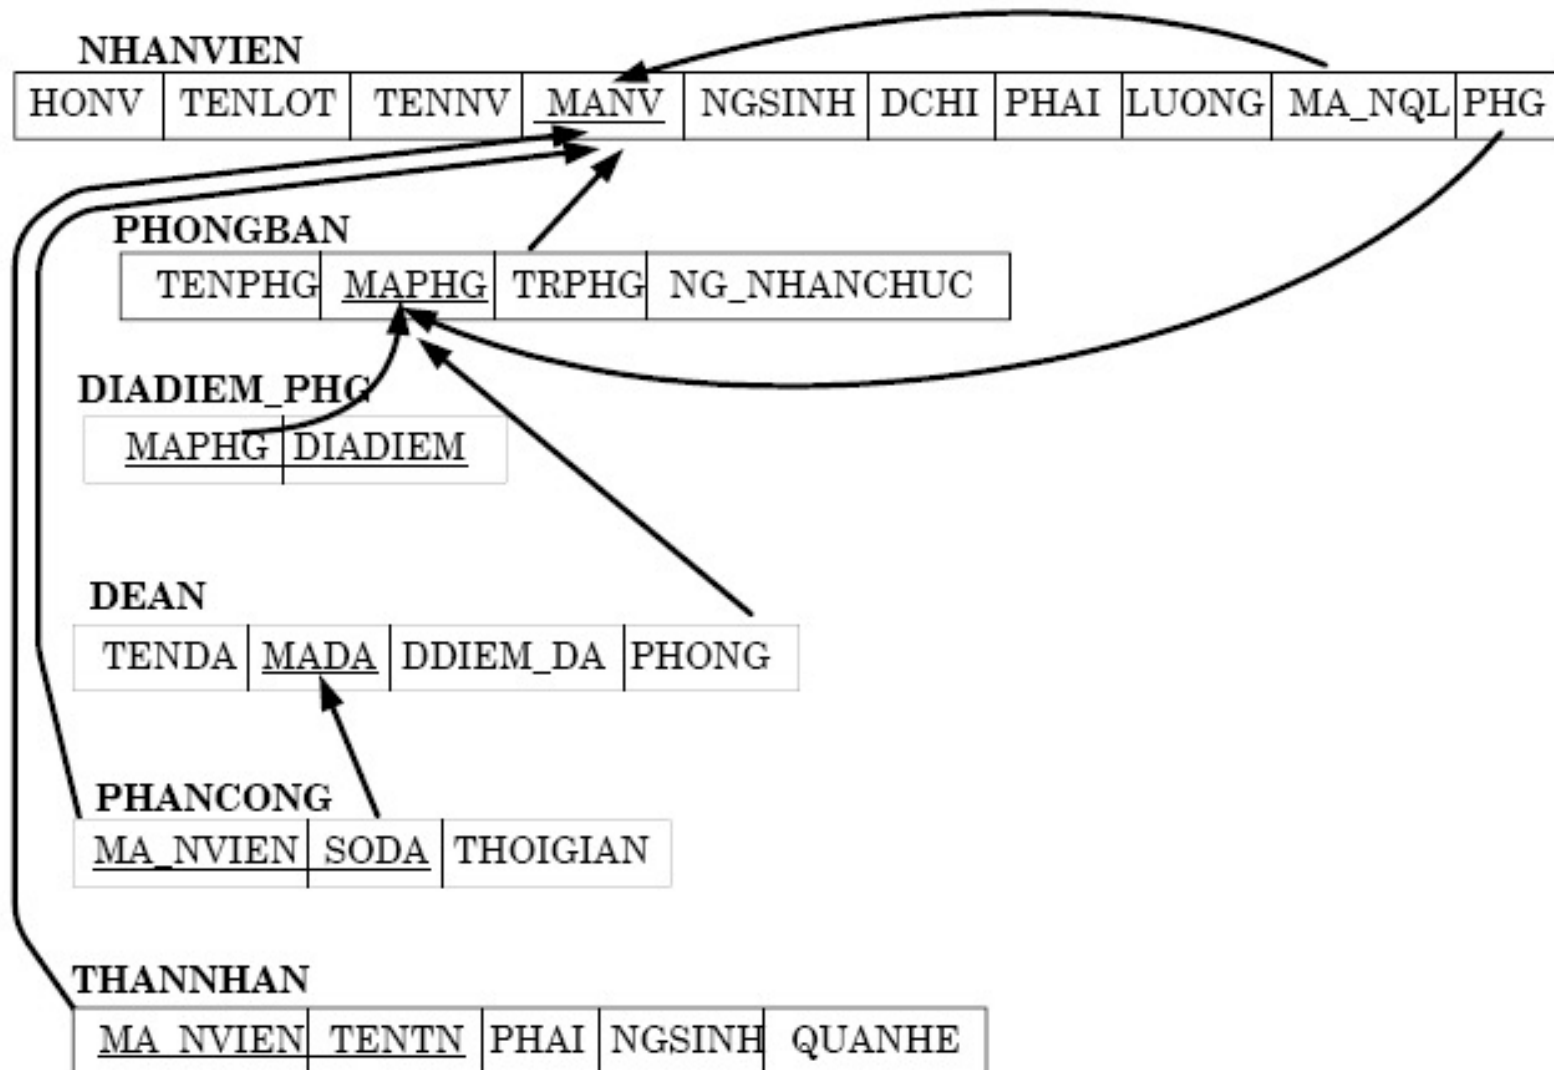 NHANVIEN
HONV TENLOT TENNV MANV NGSINH DCHI PHAI LUONG MA_NQL PHG
PHONGBAN
TENPHG MAPHG TRPHG NG_NHANCHUC
DIADIEM_PHG
MAPHG DIADIEM
DEAN
TENDA MADA DDIEM_DA PHONG
PHANCONG
MA_NVIEN SODA THOIGIAN
THANNHAN
MA_NVIEN TENTN PHAI NGSINH QUANHE